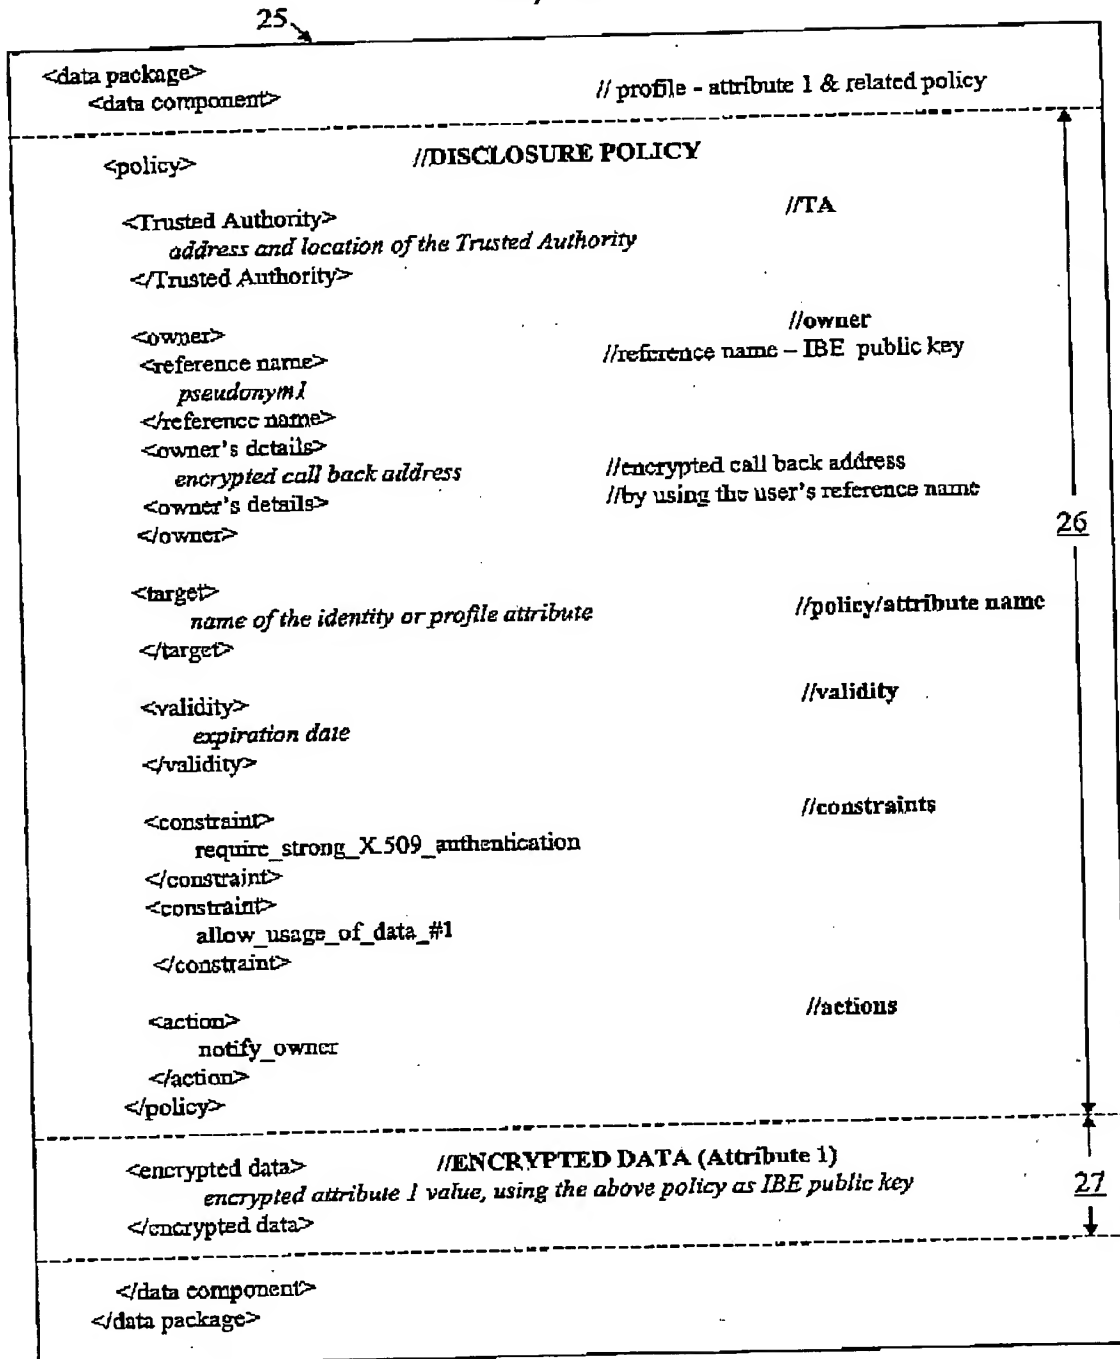 25
<data package>
<data component> // profile - attribute 1 & related policy
<policy> //DISCLOSURE POLICY
<Trusted Authority> //TA
address and location of the Trusted Authority
</Trusted Authority>
<owner> //owner
<reference name> //reference name – IBE public key
pseudonym1
</reference name>
<owner's details>
encrypted call back address //encrypted call back address
<owner's details> //by using the user's reference name
</owner>
26
<target>
name of the identity or profile attribute //policy/attribute name
</target>
<validity> //validity
expiration date
</validity>
<constraint> //constraints
require_strong_X.509_authentication
</constraint>
<constraint>
allow_usage_of_data_#1
</constraint>
<action> //actions
notify_owner
</action>
</policy>
<encrypted data> //ENCRYPTED DATA (Attribute 1)
encrypted attribute 1 value, using the above policy as IBE public key
27
</encrypted data>
</data component>
</data package>